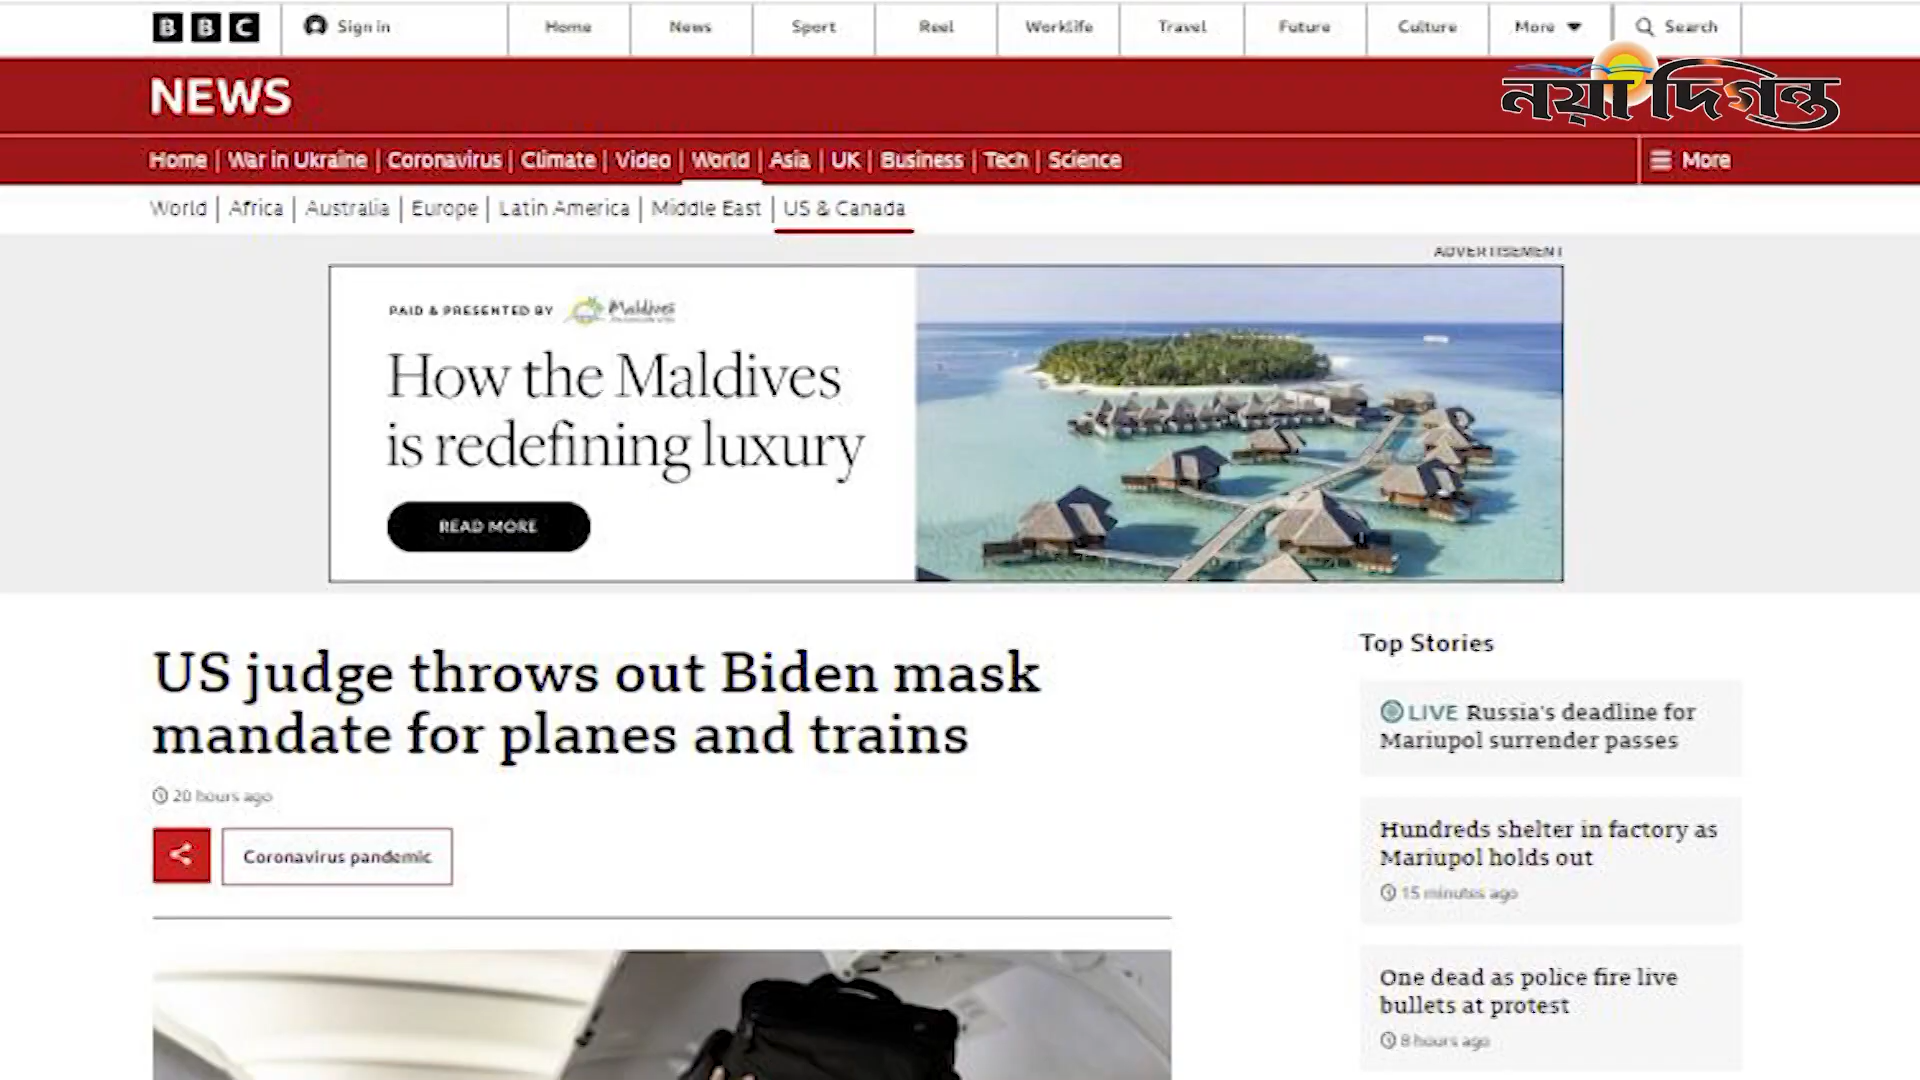 BBC
Sign in
Home
News
Sport
Reel
Worklife
Travel
Future
Culture
More
Search
নয়া দিগন্ত
NEWS
Home | War in Ukraine | Coronavirus | Climate | Video | World | Asia | UK | Business | Tech | Science
More
World | Africa | Australia | Europe | Latin America | Middle East | US & Canada
ADVERTISEMENT
PAID & PRESENTED BY Maldives
How the Maldives
is redefining luxury
READ MORE
US judge throws out Biden mask
mandate for planes and trains
20 hours ago
Coronavirus pandemic
Top Stories
LIVE Russia's deadline for
Mariupol surrender passes
Hundreds shelter in factory as
Mariupol holds out
15 minutes ago
One dead as police fire live
bullets at protest
8 hours ago